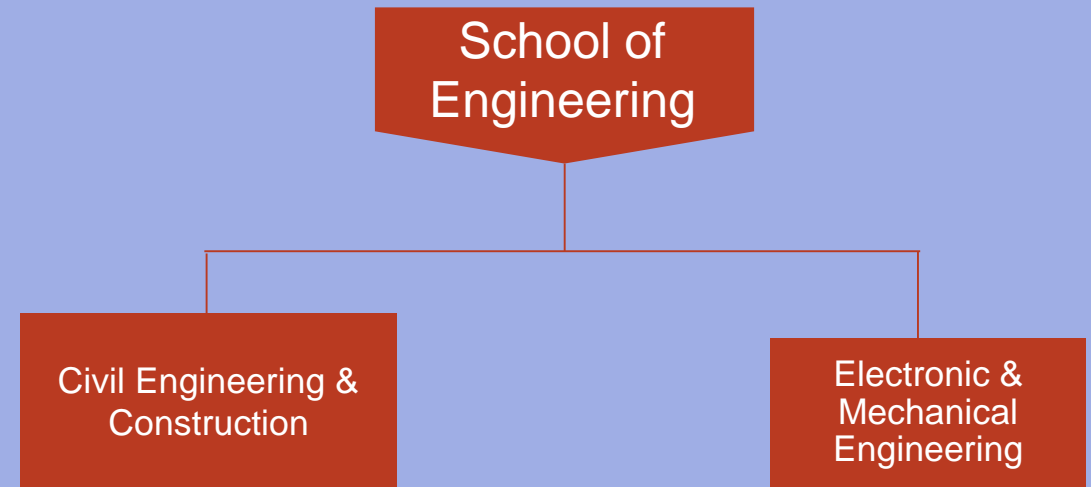 School of
Engineering
Civil Engineering &
Construction
Electronic &
Mechanical
Engineering